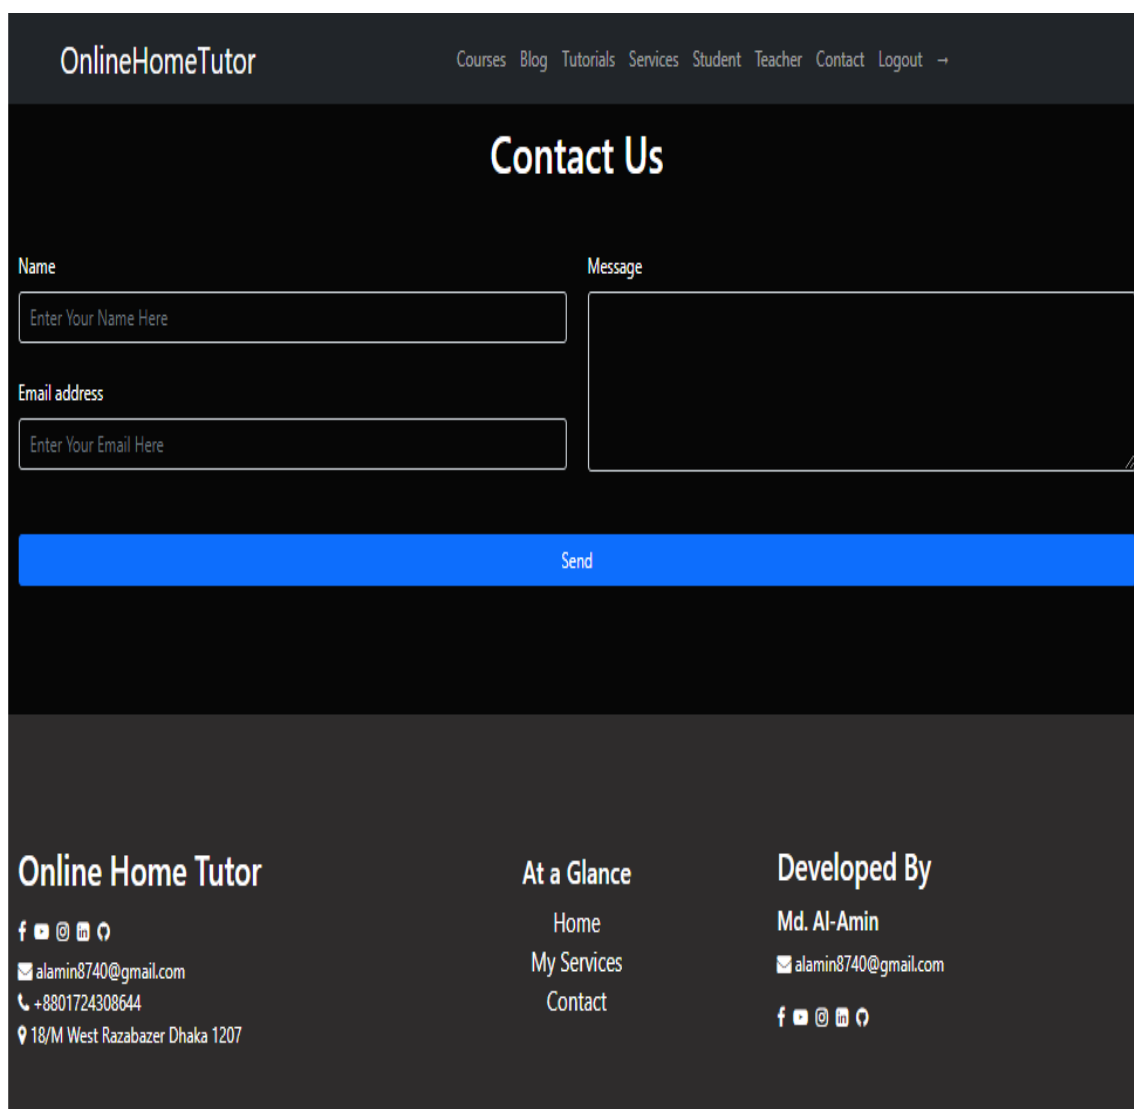 OnlineHomeTutor
Courses Blog Tutorials Services Student Teacher Contact Logout →
Contact Us
Name
Enter Your Name Here
Email address
Enter Your Email Here
Message
Send
Online Home Tutor
alamin8740@gmail.com
+8801724308644
18/M West Razabazer Dhaka 1207
At a Glance
Home
My Services
Contact
Developed By
Md. Al-Amin
alamin8740@gmail.com